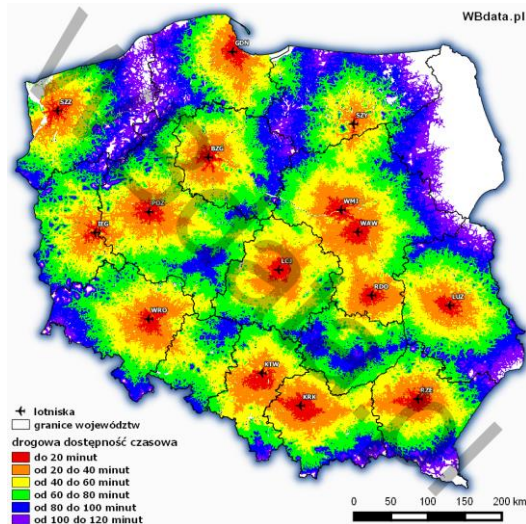 WBdata.pl
GDN
SZZ
SZY
BZG
POZ
WMI
WAW
IEG
LCJ
RDO
LUZ
WRO
KTW
KRK
RZE
lotniska
granice województw
drogowa dostępność czasowa
do 20 minut
od 20 do 40 minut
od 40 do 60 minut
od 60 do 80 minut
od 80 do 100 minut
od 100 do 120 minut
0 50 100 150 200 km